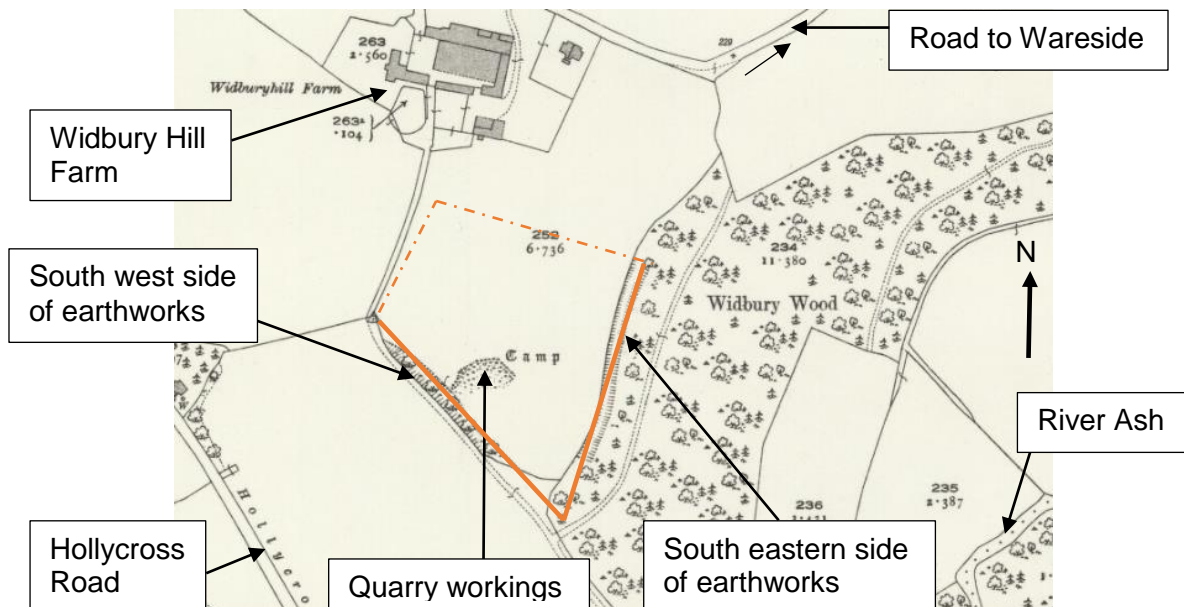 Road to Wareside
229
263
2·560
Widburyhill Farm
263a
·104
Widbury Hill
Farm
252
6·736
234
11·380
N
South west side
of earthworks
Widbury Wood
Camp
River Ash
235
2·387
236
Hollycro
Hollycross
Road
Quarry workings
South eastern side
of earthworks